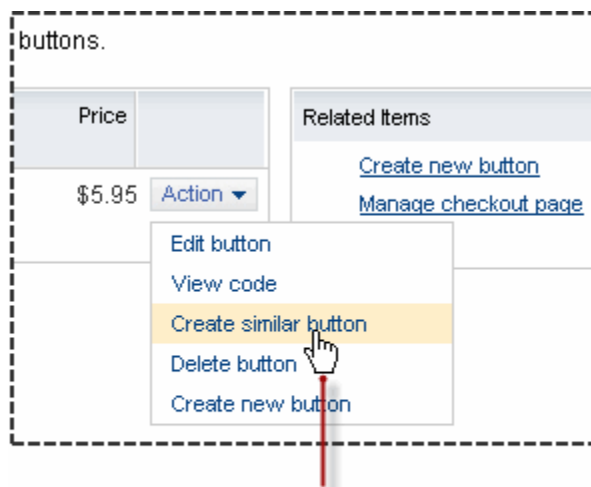 buttons.
Price
Related Items
Create new button
$5.95 Action
Manage checkout page
Edit button
View code
Create similar button
Delete button
Create new button